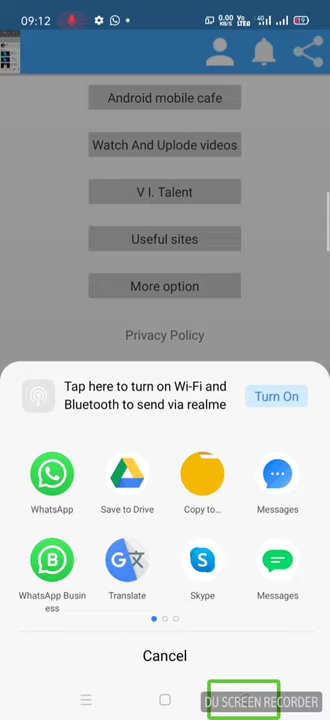 09:12
0.00
KB/S
Vo
LTE
4G
19
Android mobile cafe
Watch And Uplode videos
V I. Talent
Useful sites
More option
Privacy Policy
Tap here to turn on Wi-Fi and
Bluetooth to send via realme
Turn On
WhatsApp
Save to Drive
Copy to...
Messages
WhatsApp Busin
ess
Translate
Skype
Messages
Cancel
DU SCREEN RECORDER